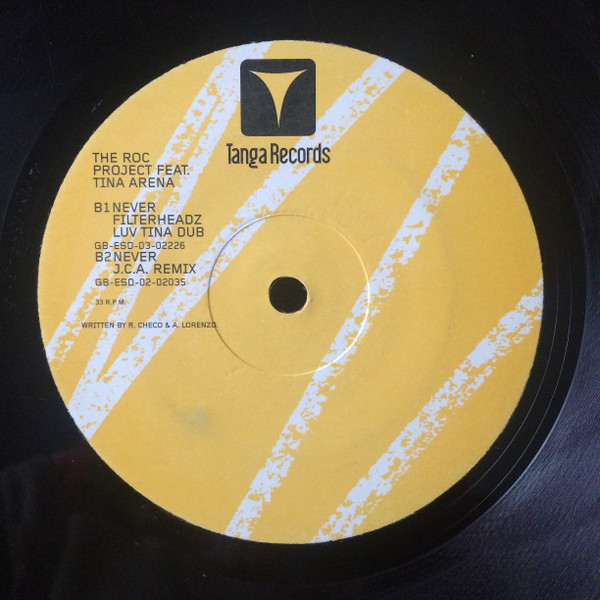 Tanga Records
THE ROC
PROJECT FEAT.
TINA ARENA
B1 NEVER
FILTERHEADZ
LUV TINA DUB
GB-ESD-03-02226
B2 NEVER
J.C.A. REMIX
GB-ESD-02-02035
33 R.P.M.
WRITTEN BY R. CHECO & A. LORENZO.